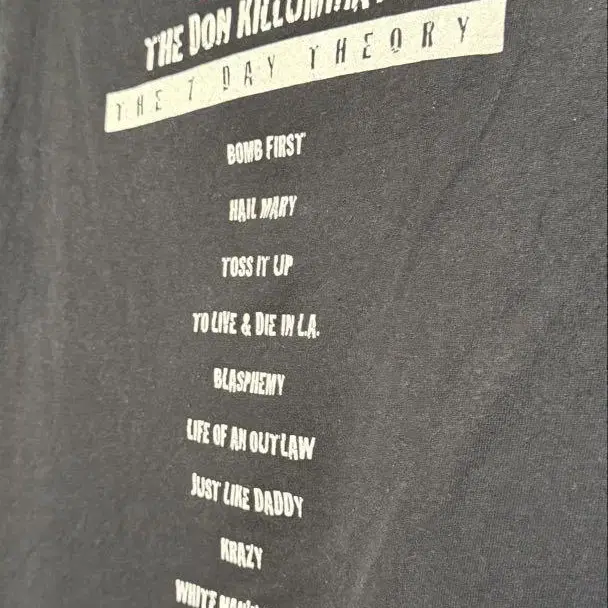 THE DON
THE 7 DAY THEORY
BOMB FIRST
HAIL MARY
TOSS IT UP
TO LIVE & DIE IN L.A.
BLASPHEMY
LIFE OF AN OUTLAW
JUST LIKE DADDY
KRAZY
WHITE